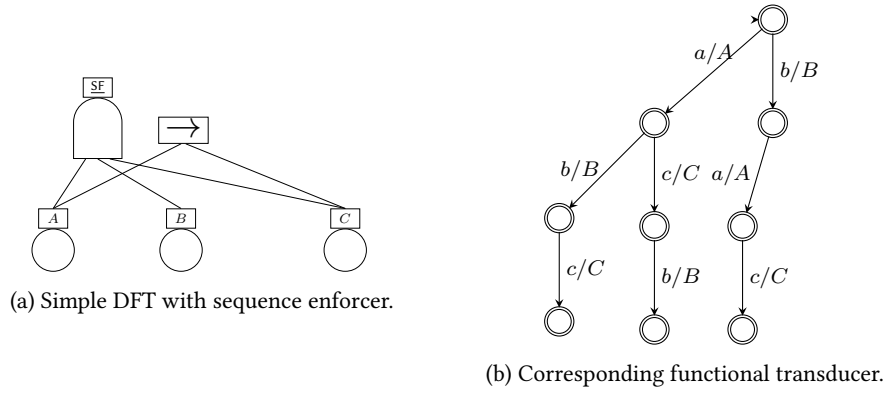 SF
→
A
B
C
(a) Simple DFT with sequence enforcer.
a/A
b/B
b/B
c/C
a/A
c/C
b/B
c/C
(b) Corresponding functional transducer.